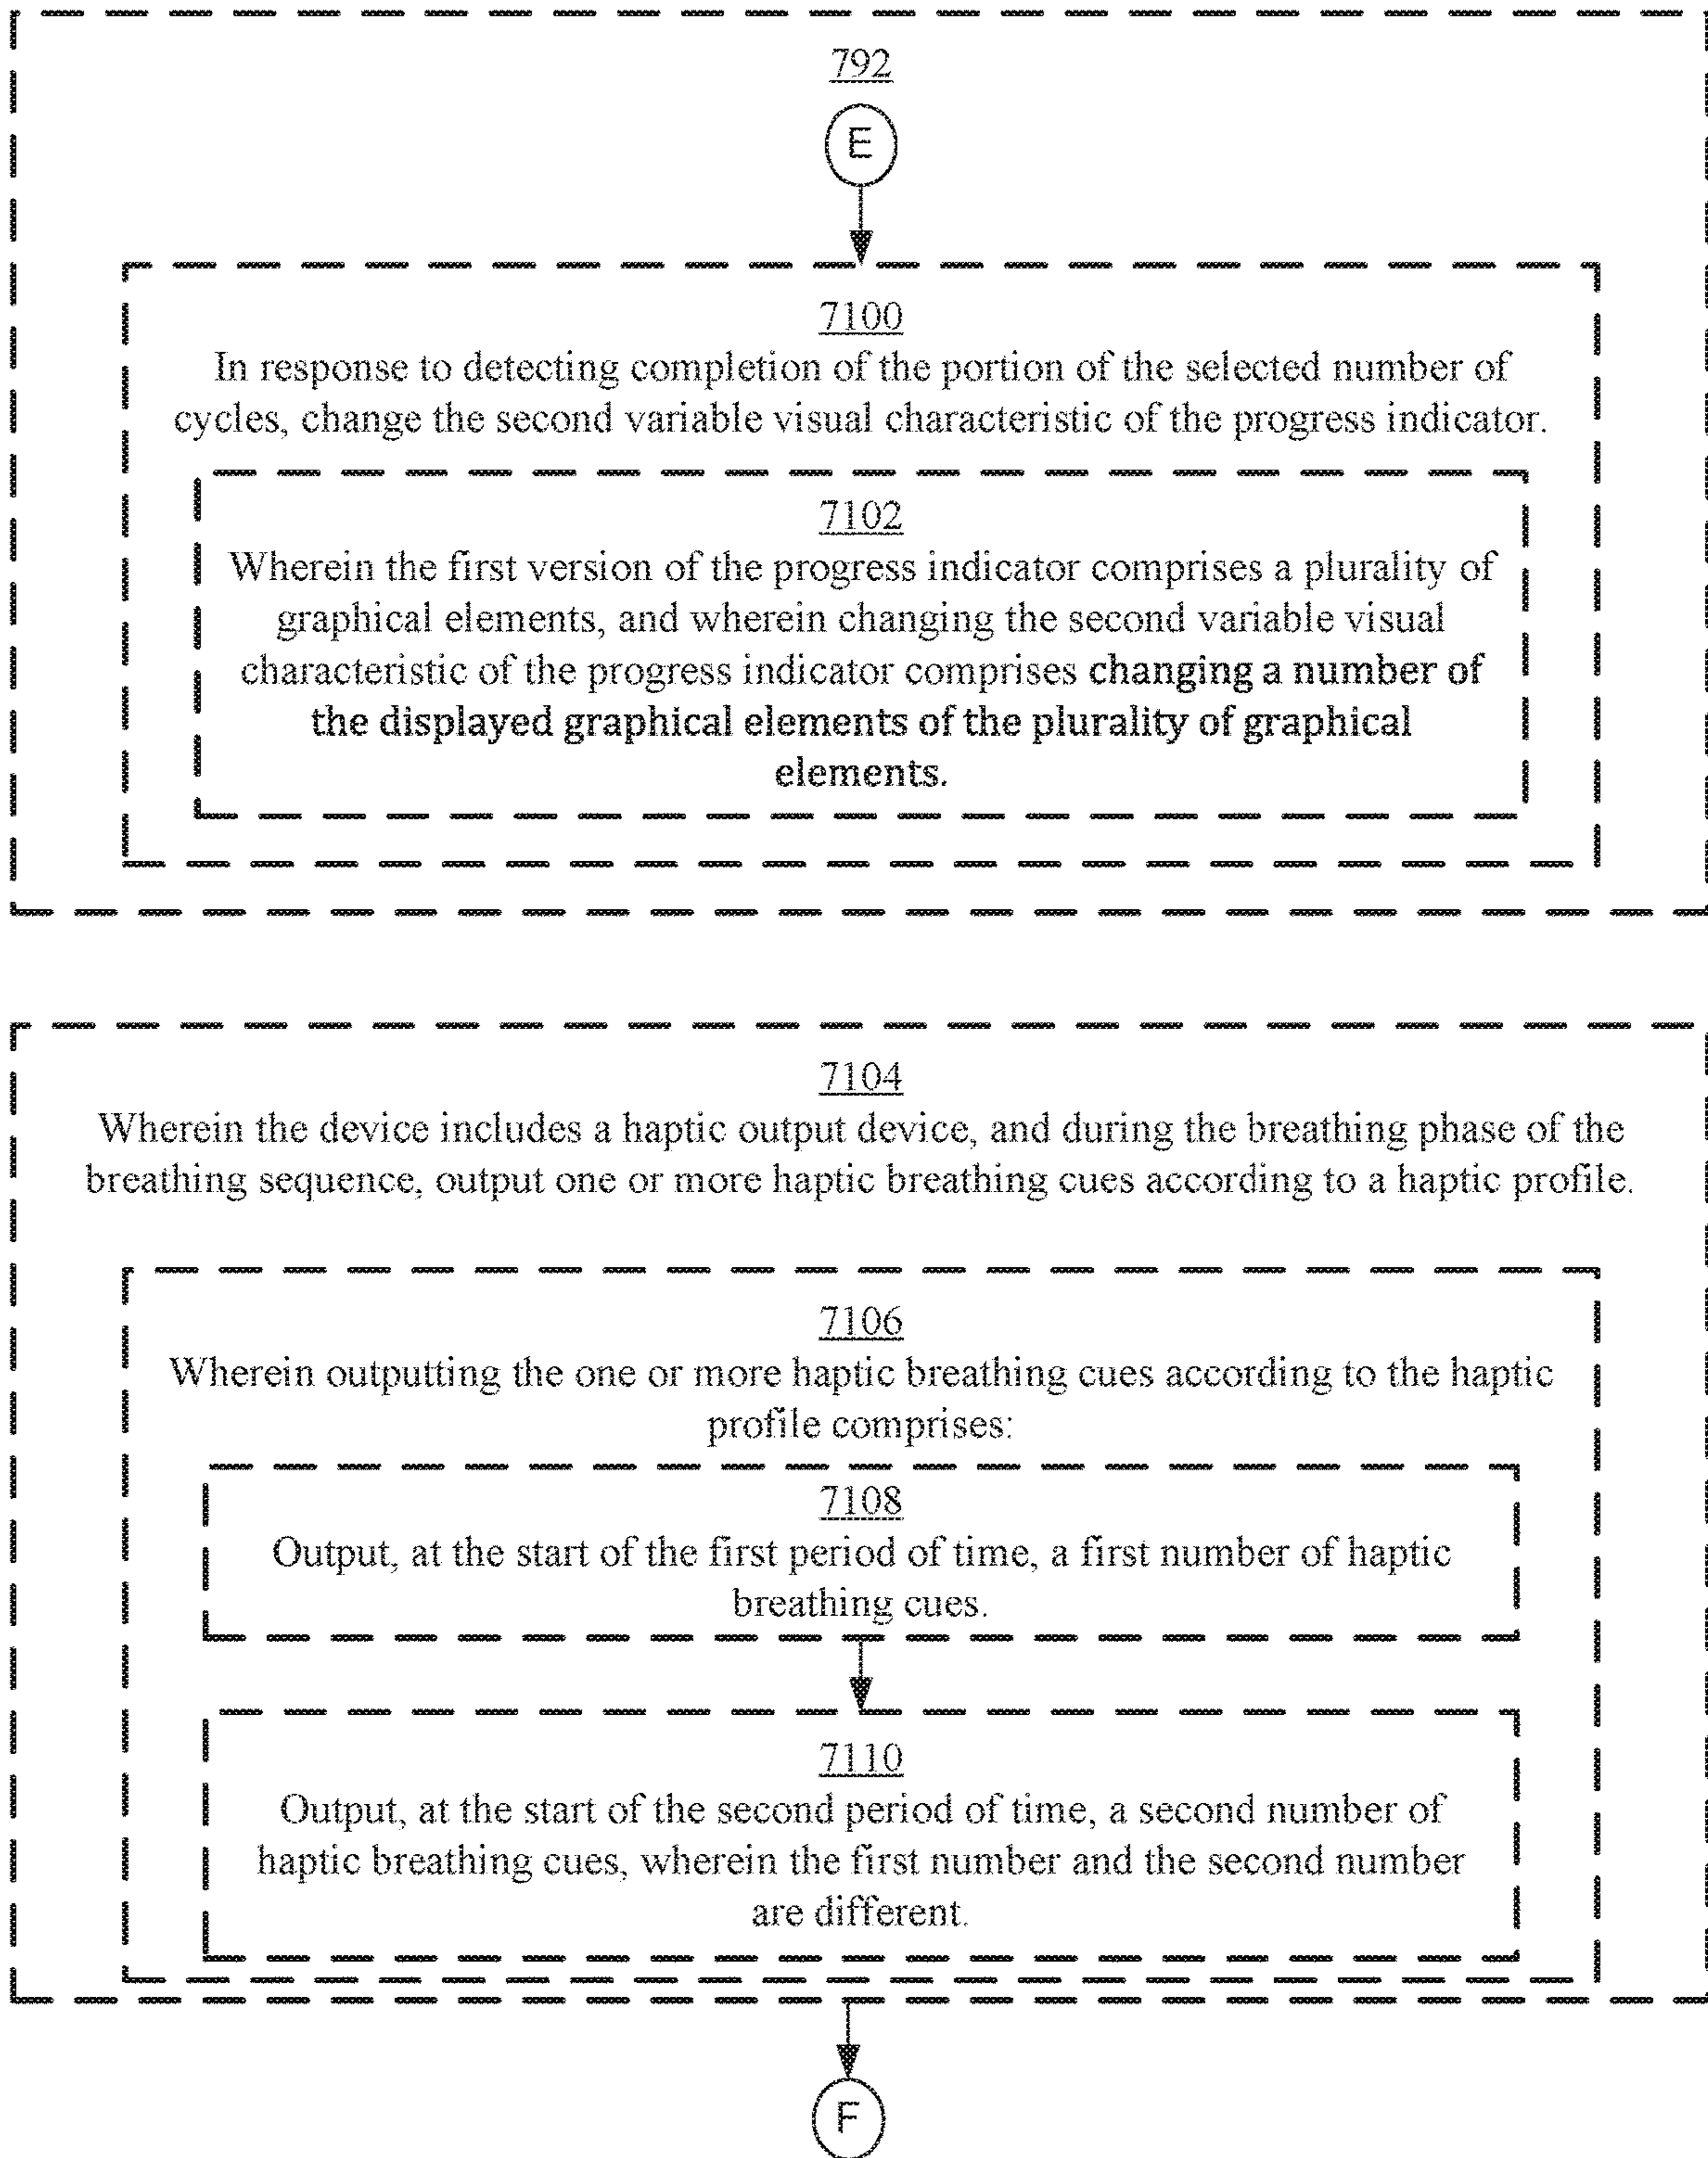 792
E
7100
In response to detecting completion of the portion of the selected number of
cycles, change the second variable visual characteristic of the progress indicator.
7102
Wherein the first version of the progress indicator comprises a plurality of
graphical elements, and wherein changing the second variable visual
characteristic of the progress indicator comprises changing a number of
the displayed graphical elements of the plurality of graphical
elements.
7104
Wherein the device includes a haptic output device, and during the breathing phase of the
breathing sequence, output one or more haptic breathing cues according to a haptic profile.
7106
Wherein outputting the one or more haptic breathing cues according to the haptic
profile comprises:
7108
Output, at the start of the first period of time, a first number of haptic
breathing cues.
7110
Output, at the start of the second period of time, a second number of
haptic breathing cues, wherein the first number and the second number
are different.
F